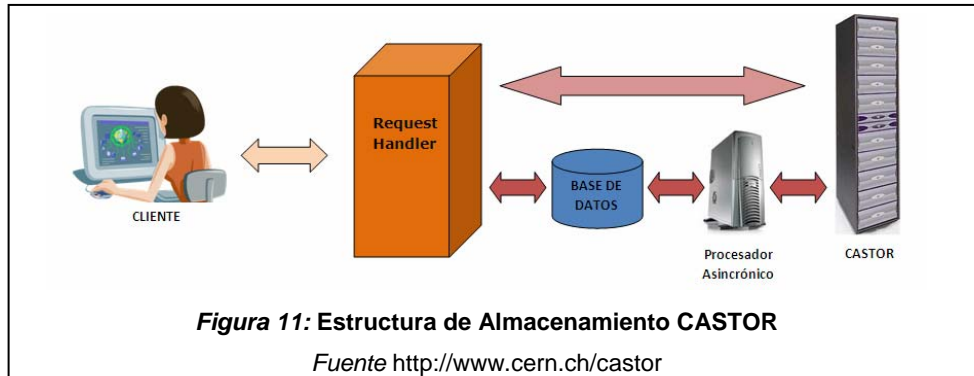 Request
Handler
CLIENTE
BASE DE
DATOS
Procesador
Asincrónico
CASTOR
Figura 11: Estructura de Almacenamiento CASTOR
Fuente http://www.cern.ch/castor